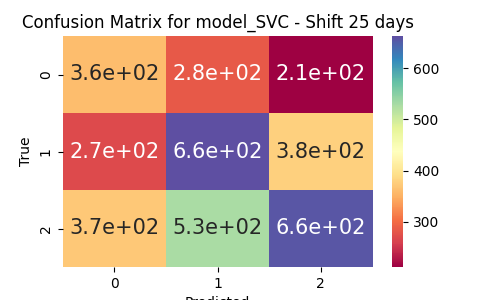 Confusion Matrix for model_SVC - Shift 25 days
0 3.6e+02 2.8e+02 2.1e+02
1 2.7e+02 6.6e+02 3.8e+02
2 3.7e+02 5.3e+02 6.6e+02
0 1 2
True
Predicted
600
500
400
300